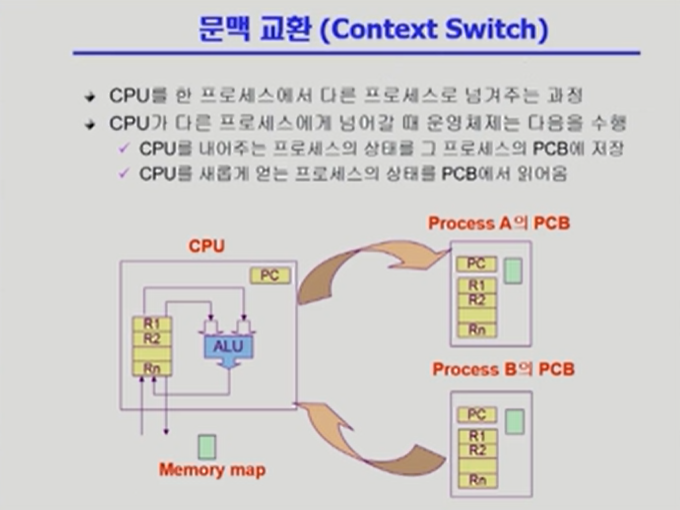 문맥 교환 (Context Switch)
CPU를 한 프로세스에서 다른 프로세스로 넘겨주는 과정
CPU가 다른 프로세스에게 넘어갈 때 운영체제는 다음을 수행
CPU를 내어주는 프로세스의 상태를 그 프로세스의 PCB에 저장
CPU를 새롭게 얻는 프로세스의 상태를 PCB에서 읽어옴
Process A의 PCB
CPU
PC
PC
R1
R2
Rn
R1
R2
Rn
ALU
Process B의 PCB
PC
R1
R2
Rn
Memory map